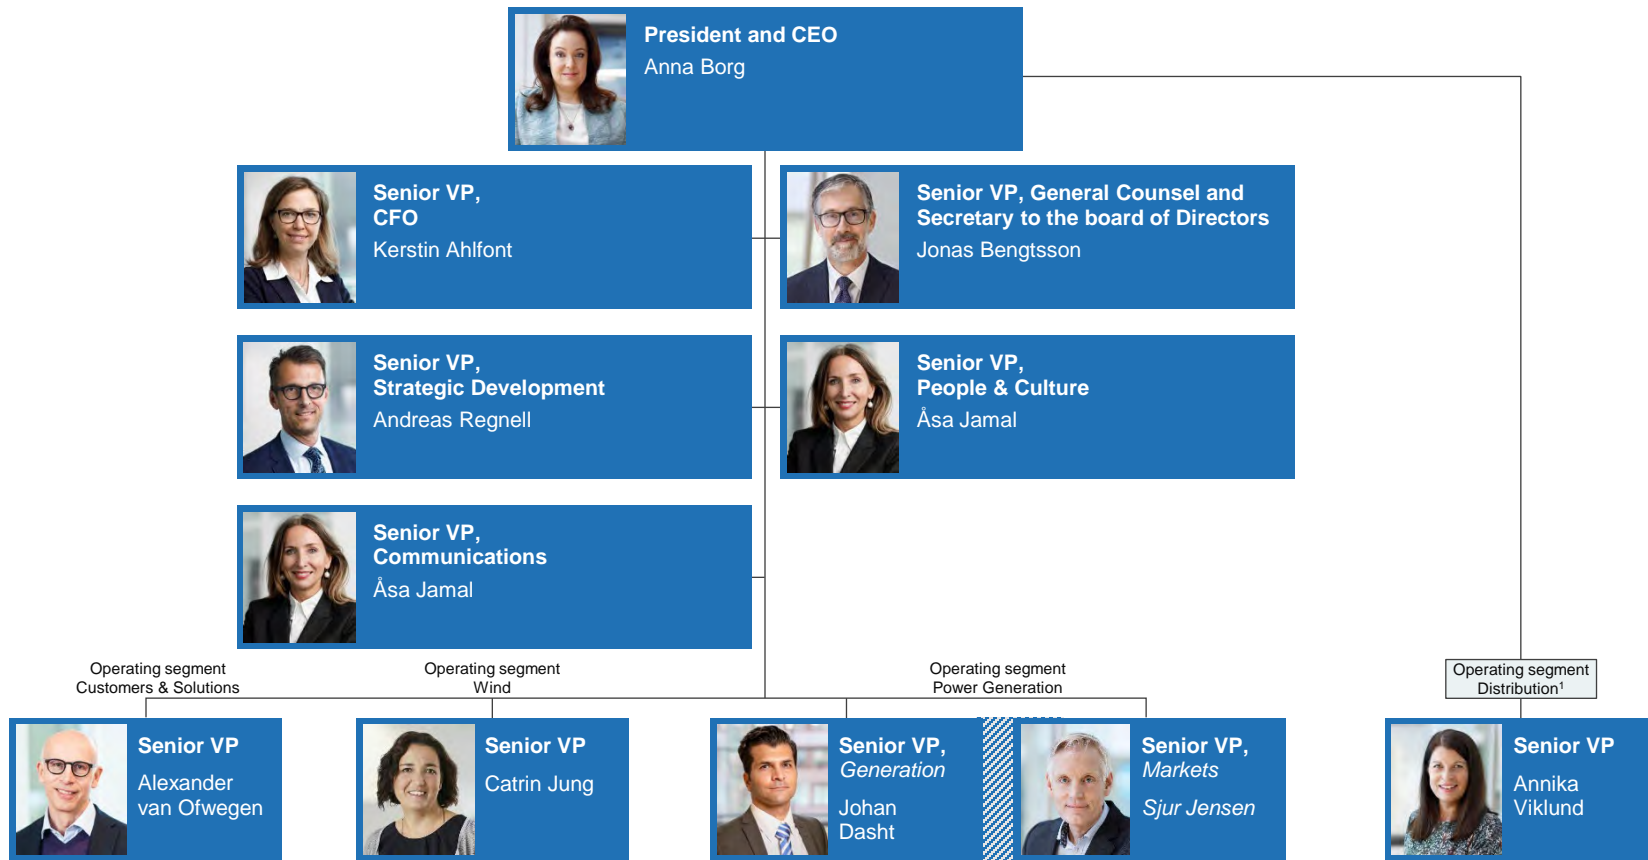 President and CEO
Anna Borg
Senior VP,
CFO
Kerstin Ahlfont
Senior VP, General Counsel and
Secretary to the board of Directors
Jonas Bengtsson
Senior VP,
Strategic Development
Andreas Regnell
Senior VP,
People & Culture
Åsa Jamal
Senior VP,
Communications
Åsa Jamal
Operating segment
Customers & Solutions
Operating segment
Wind
Operating segment
Power Generation
Operating segment
Distribution¹
Senior VP
Alexander
van Ofwegen
Senior VP
Catrin Jung
Senior VP,
Generation
Johan
Dasht
Senior VP,
Markets
Sjur Jensen
Senior VP
Annika
Viklund